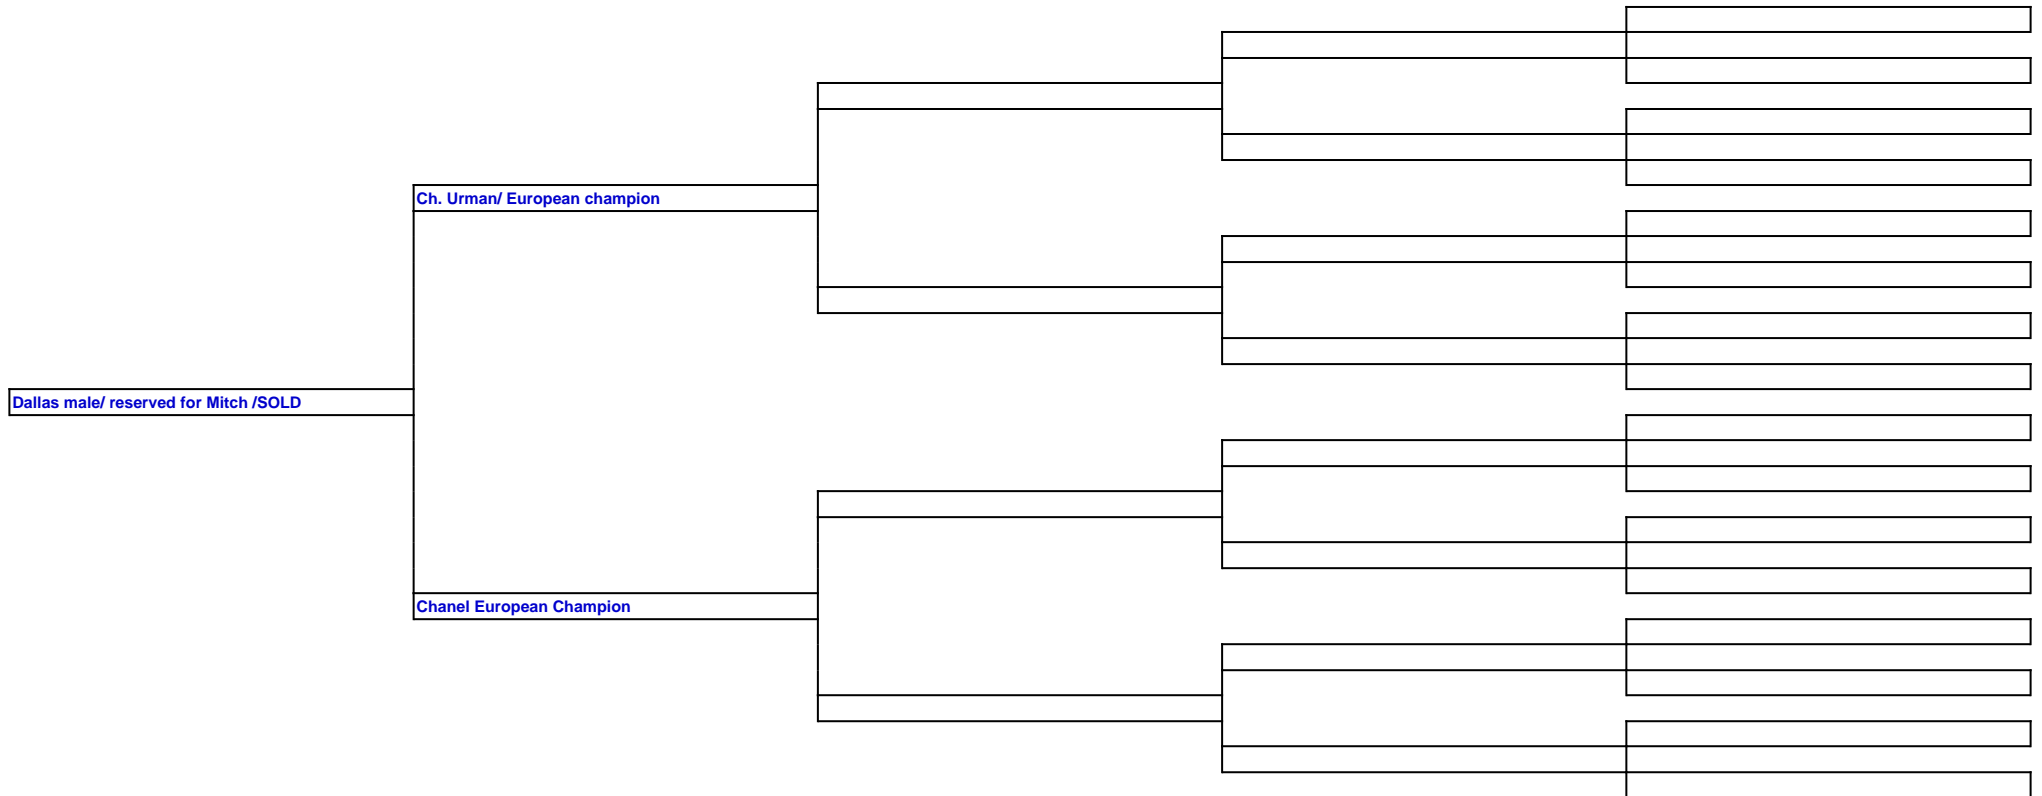 Ch. Urman/ European champion
Dallas male/ reserved for Mitch /SOLD
Chanel European Champion